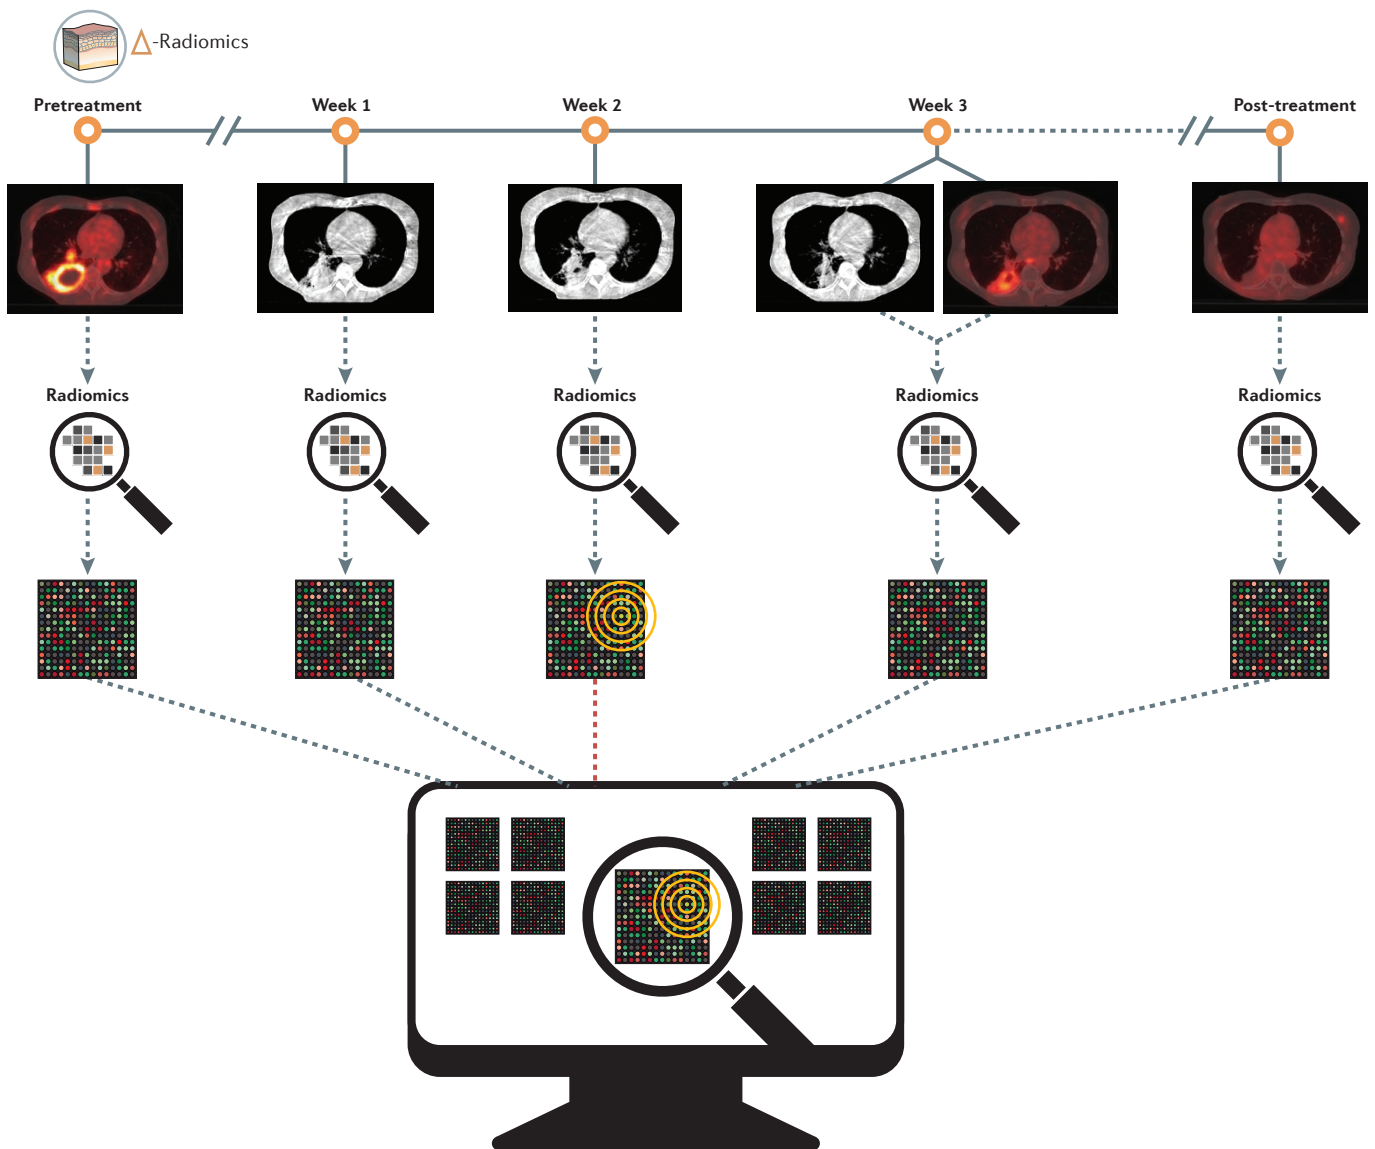 Δ-Radiomics
Pretreatment
Week 1
Week 2
Week 3
Post-treatment
Radiomics
Radiomics
Radiomics
Radiomics
Radiomics